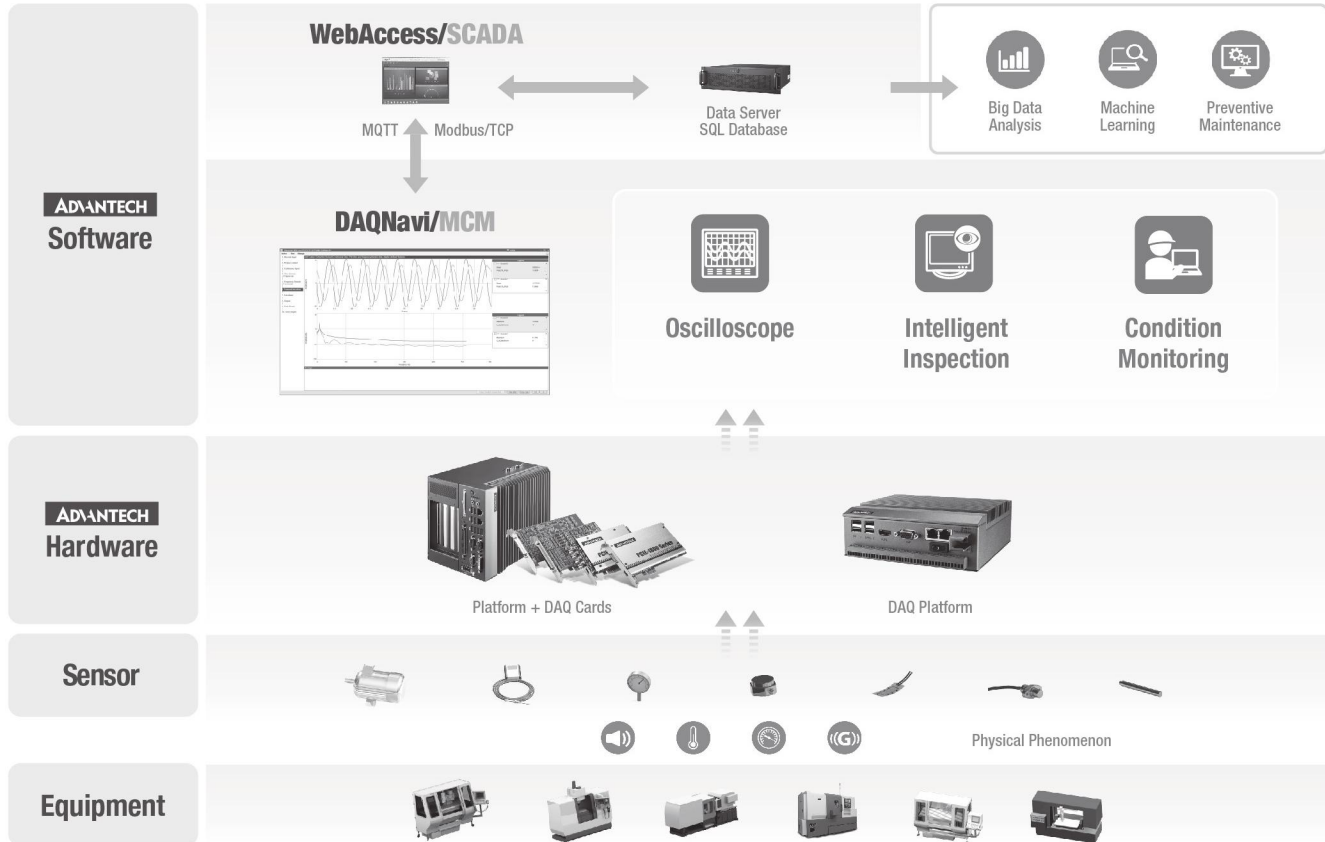 WebAccess/SCADA
MQTT
Modbus/TCP
Data Server
SQL Database
Big Data
Analysis
Machine
Learning
Preventive
Maintenance
ADVANTECH
Software
DAQNavi/MCM
Oscilloscope
Intelligent
Inspection
Condition
Monitoring
ADVANTECH
Hardware
Platform + DAQ Cards
DAQ Platform
Sensor
((G))
Physical Phenomenon
Equipment